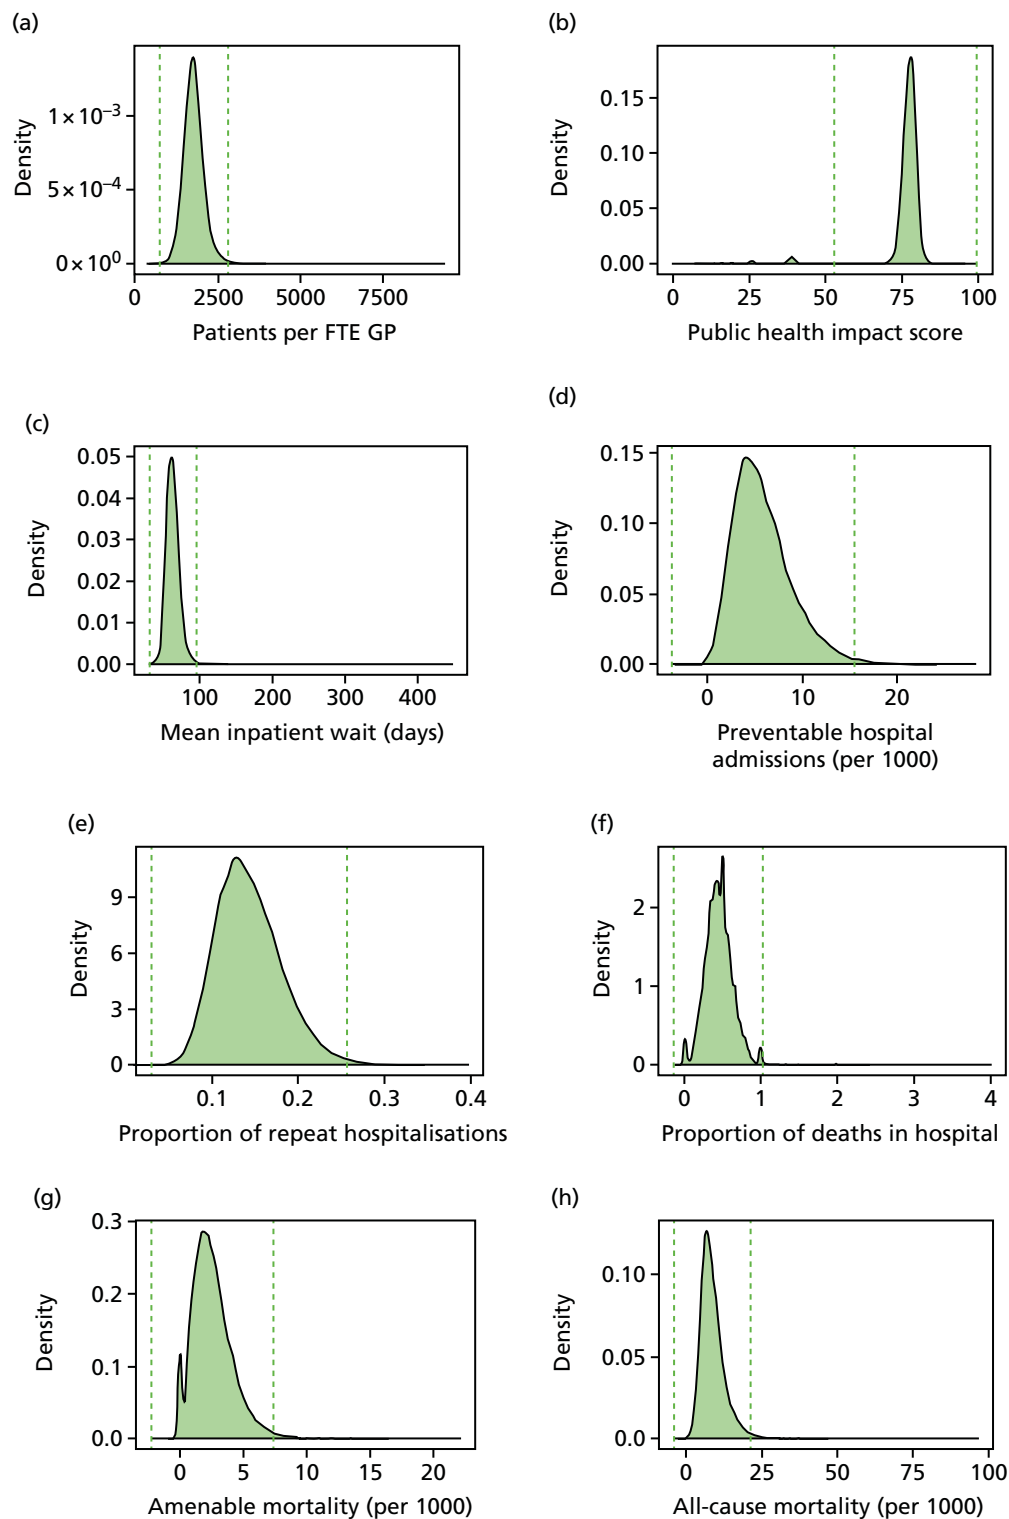 (a)
Density
1×10⁻³
5×10⁻⁴
0×10⁰
0 2500 5000 7500
Patients per FTE GP
(b)
Density
0.15
0.10
0.05
0.00
0 25 50 75 100
Public health impact score
(c)
Density
0.05
0.04
0.03
0.02
0.01
0.00
100 200 300 400
Mean inpatient wait (days)
(d)
Density
0.15
0.10
0.05
0.00
0 10 20
Preventable hospital
admissions (per 1000)
(e)
Density
9
6
3
0
0.1 0.2 0.3 0.4
Proportion of repeat hospitalisations
(f)
Density
2
1
0
0 1 2 3 4
Proportion of deaths in hospital
(g)
Density
0.3
0.2
0.1
0.0
0 5 10 15 20
Amenable mortality (per 1000)
(h)
Density
0.10
0.05
0.0
0 25 50 75 100
All-cause mortality (per 1000)